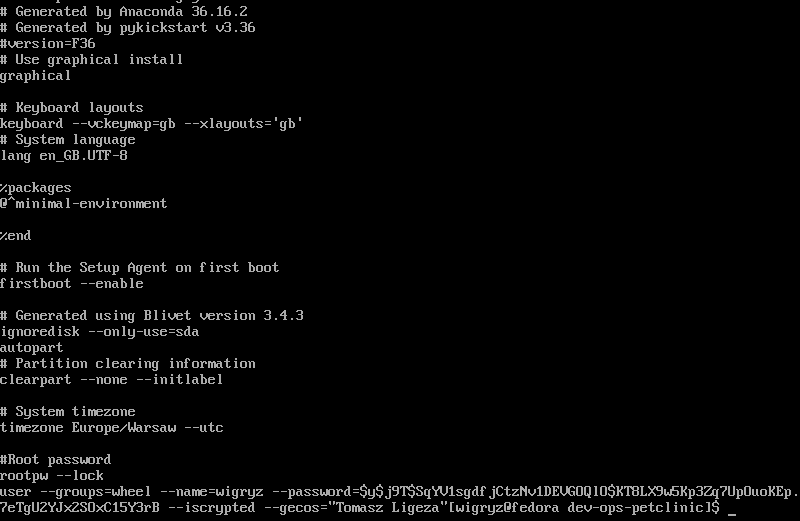 # Generated by Anaconda 36.16.2
# Generated by pykickstart v3.36
#version=F36
# Use graphical install
graphical

# Keyboard layouts
keyboard --vckeymap=gb --xlayouts='gb'
# System language
lang en_GB.UTF-8

%packages
@^minimal-environment

%end

# Run the Setup Agent on first boot
firstboot --enable

# Generated using Blivet version 3.4.3
ignoredisk --only-use=sda
autopart
# Partition clearing information
clearpart --none --initlabel

# System timezone
timezone Europe/Warsaw --utc

#Root password
rootpw --lock
user --groups=wheel --name=wigryz --password=$y$j9T$SqYV1sgdfjCtzNv1DEVGOQlO$KT8LX9w5Kp3Zq7UpOuoKEp.
7eTgU2YJx2SOxC15Y3rB --iscrypted --gecos="Tomasz Ligeza"[wigryz@fedora dev-ops-petclinic]$ _